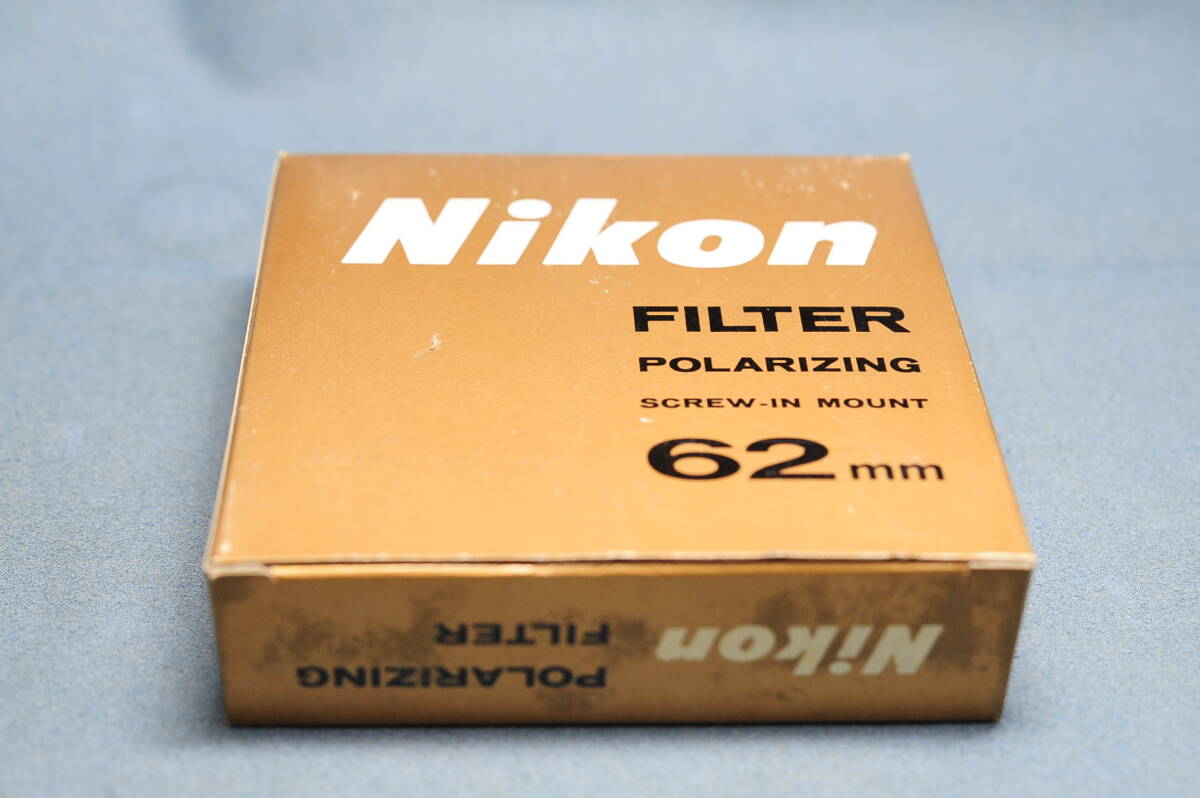 Nikon
FILTER
POLARIZING
SCREW-IN MOUNT
62mm
Nikon
POLARIZING
FILTER